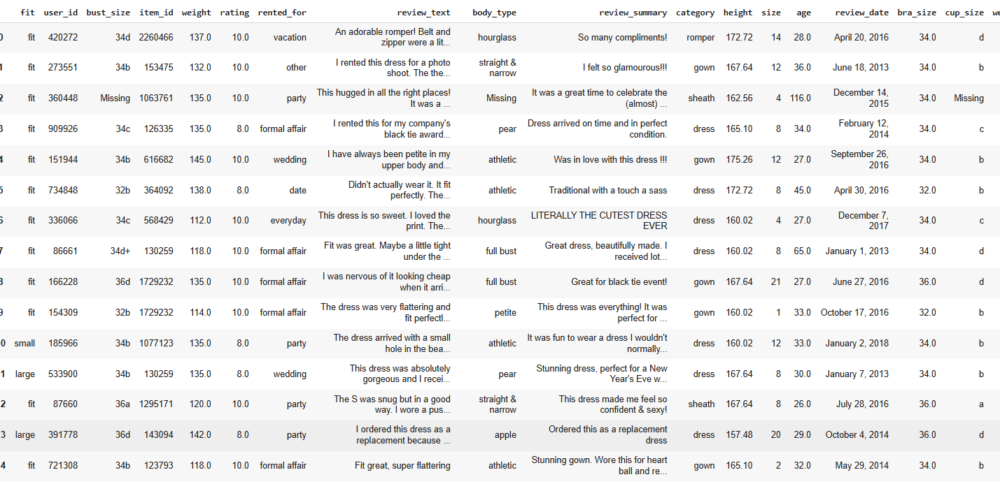 fit user_id bust_size item_id weight rating rented_for review_text body_type review_summary category height size age review_date bra_size cup_size we
0 fit 420272 34d 2260466 137.0 10.0 vacation An adorable romper! Belt and zipper were a lit... hourglass So many compliments! romper 172.72 14 28.0 April 20, 2016 34.0 d
1 fit 273551 34b 153475 132.0 10.0 other I rented this dress for a photo shoot. The the... straight & narrow I felt so glamourous!!! gown 167.64 12 36.0 June 18, 2013 34.0 b
2 fit 360448 Missing 1063761 135.0 10.0 party This hugged in all the right places! It was a ... Missing It was a great time to celebrate the (almost) ... sheath 162.56 4 116.0 December 14, 2015 34.0 Missing
3 fit 909926 34c 126335 135.0 8.0 formal affair I rented this for my company's black tie award... pear Dress arrived on time and in perfect condition. dress 165.10 8 34.0 February 12, 2014 34.0 c
4 fit 151944 34b 616682 145.0 10.0 wedding I have always been petite in my upper body and... athletic Was in love with this dress !!! gown 175.26 12 27.0 September 26, 2016 34.0 b
5 fit 734848 32b 364092 138.0 8.0 date Didn't actually wear it. It fit perfectly. The... athletic Traditional with a touch a sass dress 172.72 8 45.0 April 30, 2016 32.0 b
6 fit 336066 34c 568429 112.0 10.0 everyday This dress is so sweet. I loved the print. The... hourglass LITERALLY THE CUTEST DRESS EVER dress 160.02 4 27.0 December 7, 2017 34.0 c
7 fit 86661 34d+ 130259 118.0 10.0 formal affair Fit was great. Maybe a little tight under the ... full bust Great dress, beautifully made. I received lot... dress 160.02 8 65.0 January 1, 2013 34.0 d
8 fit 166228 36d 1729232 135.0 10.0 formal affair I was nervous of it looking cheap when it arri... full bust Great for black tie event! gown 167.64 21 27.0 June 27, 2016 36.0 d
9 fit 154309 32b 1729232 114.0 10.0 formal affair The dress was very flattering and fit perfectl... petite This dress was everything! It was perfect for ... gown 160.02 1 33.0 October 17, 2016 32.0 b
0 small 185966 34b 1077123 135.0 8.0 party The dress arrived with a small hole in the bea... athletic It was fun to wear a dress I wouldn't normally... dress 160.02 12 33.0 January 2, 2018 34.0 b
1 large 533900 34b 130259 135.0 8.0 wedding This dress was absolutely gorgeous and I recei... pear Stunning dress, perfect for a New Year's Eve w... dress 167.64 8 30.0 January 7, 2013 34.0 b
2 fit 87660 36a 1295171 120.0 10.0 party The S was snug but in a good way. I wore a pus... straight & narrow This dress made me feel so confident & sexy! sheath 167.64 8 26.0 July 28, 2016 36.0 a
3 large 391778 36d 143094 142.0 8.0 party I ordered this dress as a replacement because ... apple Ordered this as a replacement dress dress 157.48 20 29.0 October 4, 2014 36.0 d
4 fit 721308 34b 123793 118.0 10.0 formal affair Fit great, super flattering athletic Stunning gown. Wore this for heart ball and re... gown 165.10 2 32.0 May 29, 2014 34.0 b